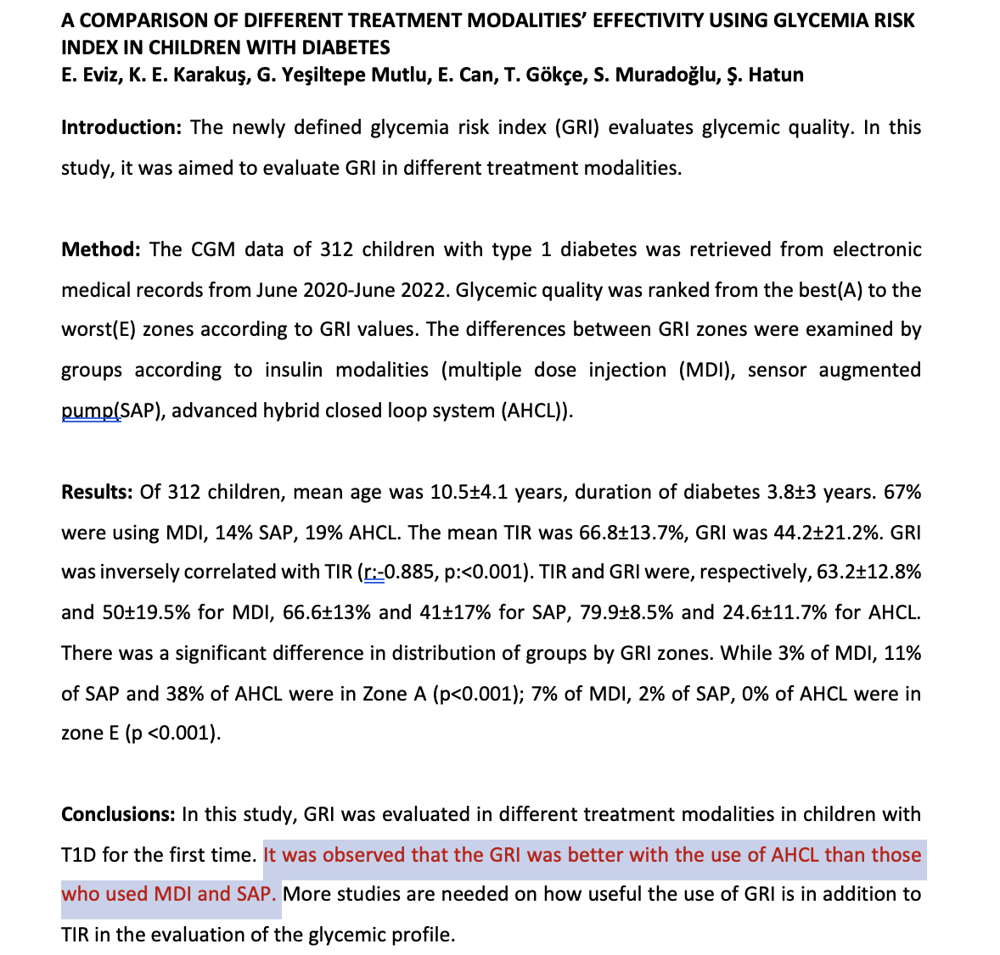 A COMPARISON OF DIFFERENT TREATMENT MODALITIES’ EFFECTIVITY USING GLYCEMIA RISK
INDEX IN CHILDREN WITH DIABETES
E. Eviz, K. E. Karakuş, G. Yeşiltepe Mutlu, E. Can, T. Gökçe, S. Muradoğlu, Ş. Hatun
Introduction: The newly defined glycemia risk index (GRI) evaluates glycemic quality. In this
study, it was aimed to evaluate GRI in different treatment modalities.
Method: The CGM data of 312 children with type 1 diabetes was retrieved from electronic
medical records from June 2020-June 2022. Glycemic quality was ranked from the best(A) to the
worst(E) zones according to GRI values. The differences between GRI zones were examined by
groups according to insulin modalities (multiple dose injection (MDI), sensor augmented
pump(SAP), advanced hybrid closed loop system (AHCL)).
Results: Of 312 children, mean age was 10.5±4.1 years, duration of diabetes 3.8±3 years. 67%
were using MDI, 14% SAP, 19% AHCL. The mean TIR was 66.8±13.7%, GRI was 44.2±21.2%. GRI
was inversely correlated with TIR (r:-0.885, p:<0.001). TIR and GRI were, respectively, 63.2±12.8%
and 50±19.5% for MDI, 66.6±13% and 41±17% for SAP, 79.9±8.5% and 24.6±11.7% for AHCL.
There was a significant difference in distribution of groups by GRI zones. While 3% of MDI, 11%
of SAP and 38% of AHCL were in Zone A (p<0.001); 7% of MDI, 2% of SAP, 0% of AHCL were in
zone E (p <0.001).
Conclusions: In this study, GRI was evaluated in different treatment modalities in children with
T1D for the first time. It was observed that the GRI was better with the use of AHCL than those
who used MDI and SAP. More studies are needed on how useful the use of GRI is in addition to
TIR in the evaluation of the glycemic profile.